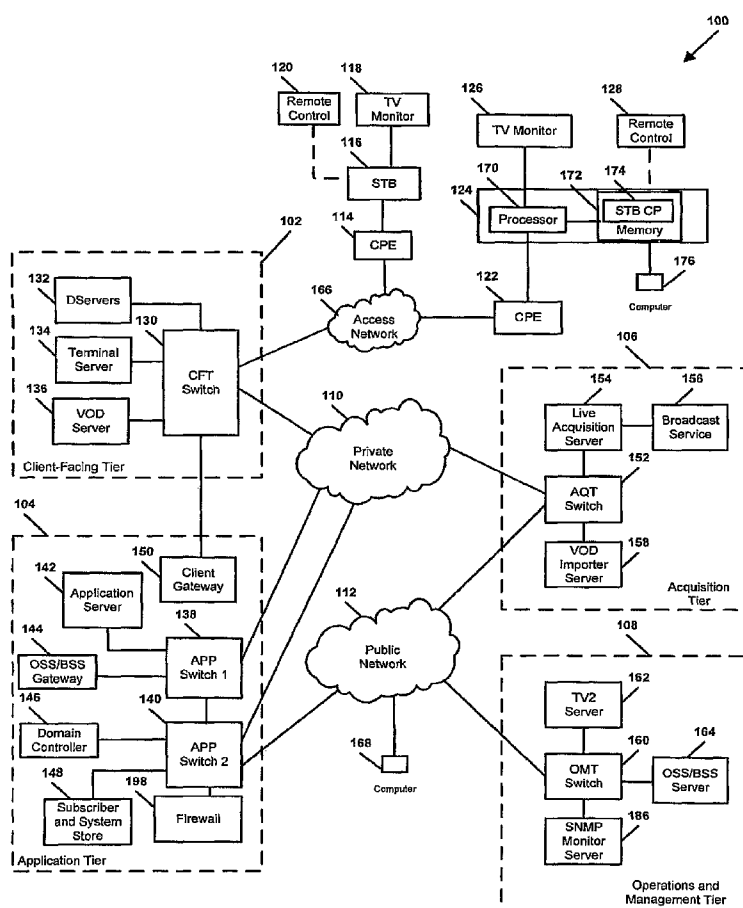 100
120
118
126
128
Remote
Control
TV
Monitor
TV Monitor
Remote
Control
116
STB
170
172
174
124
Processor
STB CP
Memory
114
CPE
102
122
176
Computer
132
DServers
166
Access
Network
CPE
134
130
Terminal
Server
CFT
Switch
106
136
VOD
Server
110
154
156
Live
Acquisition
Server
Broadcast
Service
Private
Network
152
Client-Facing Tier
AQT
Switch
104
150
158
142
Client
Gateway
VOD
Importer
Server
Application
Server
138
112
Acquisition
Tier
144
108
OSS/BSS
Gateway
APP
Switch 1
Public
Network
146
140
162
TV2
Server
Domain
Controller
APP
Switch 2
168
160
164
148
198
Computer
OMT
Switch
OSS/BSS
Server
Subscriber
and System
Store
Firewall
SNMP
Monitor
Server
186
Application Tier
Operations and
Management Tier